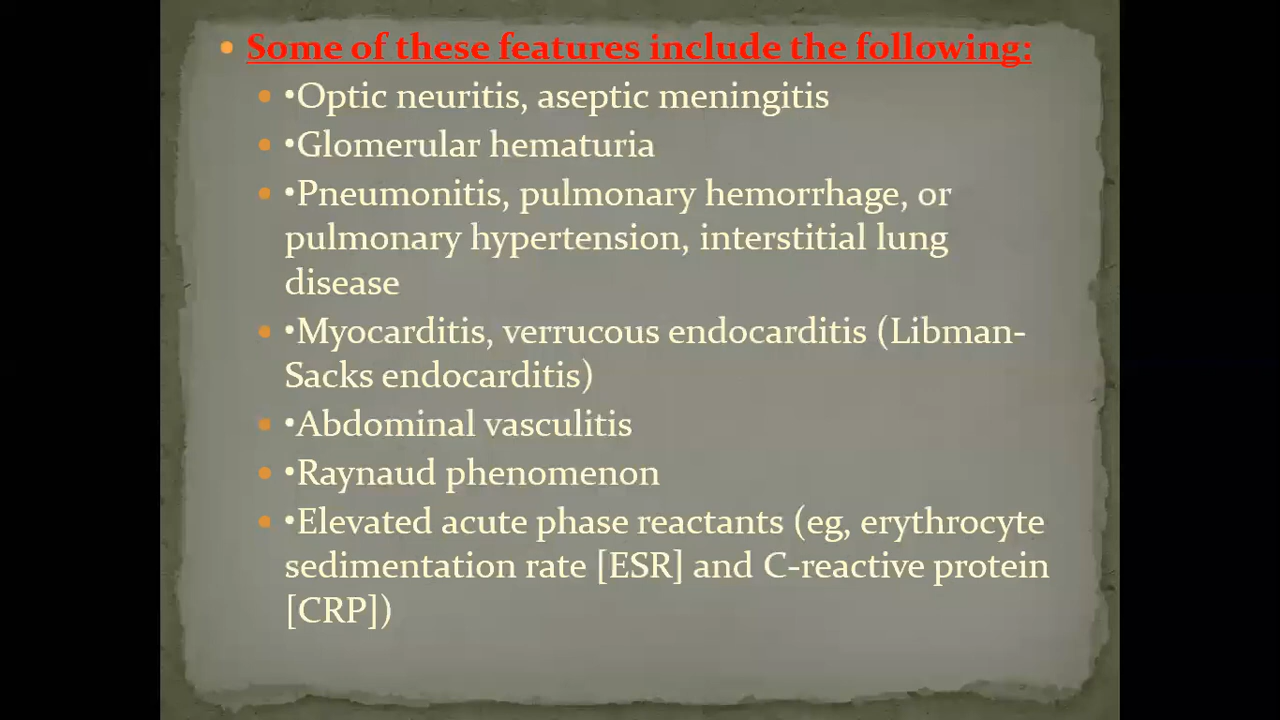 • Some of these features include the following:
• •Optic neuritis, aseptic meningitis
• •Glomerular hematuria
• •Pneumonitis, pulmonary hemorrhage, or
pulmonary hypertension, interstitial lung
disease
• •Myocarditis, verrucous endocarditis (Libman-
Sacks endocarditis)
• •Abdominal vasculitis
• •Raynaud phenomenon
• •Elevated acute phase reactants (eg, erythrocyte
sedimentation rate [ESR] and C-reactive protein
[CRP])